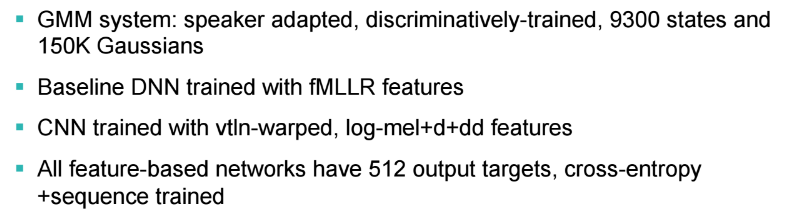 GMM system: speaker adapted, discriminatively-trained, 9300 states and
150K Gaussians
Baseline DNN trained with fMLLR features
CNN trained with vtln-warped, log-mel+d+dd features
All feature-based networks have 512 output targets, cross-entropy
+sequence trained